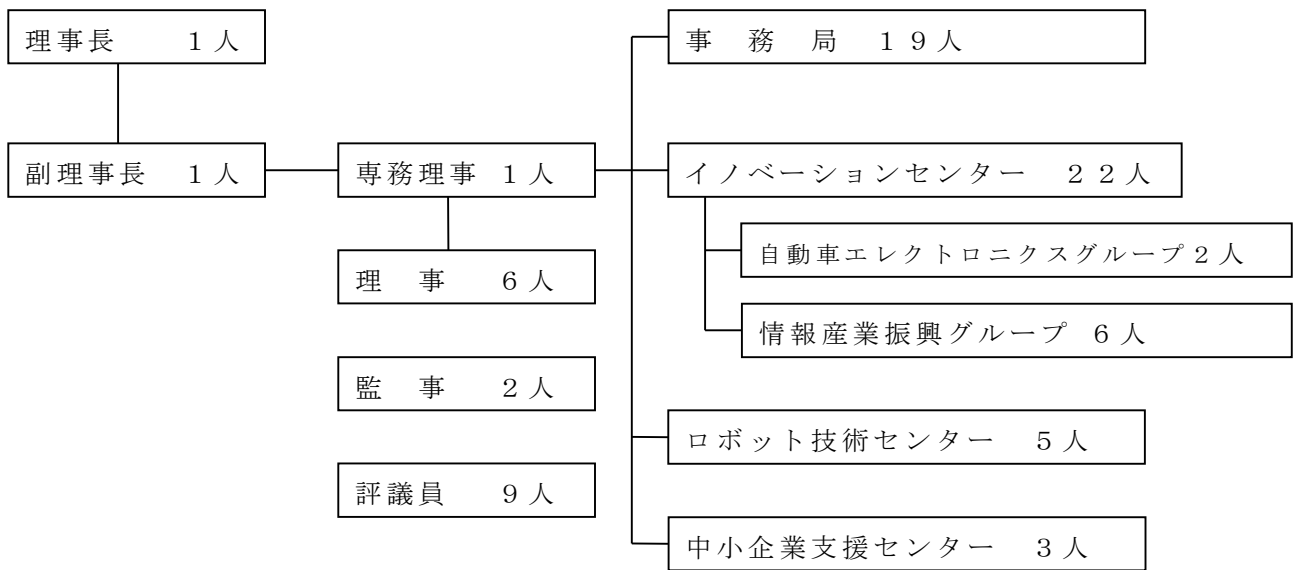 理事長　　１人
副理事長　１人
専務理事 １人
理　事　　６人
監　事　　２人
評議員　　９人
事　務　局　１９人
イノベーションセンター　２２人
自動車エレクトロニクスグループ２人
情報産業振興グループ ６人
ロボット技術センター　５人
中小企業支援センター　３人